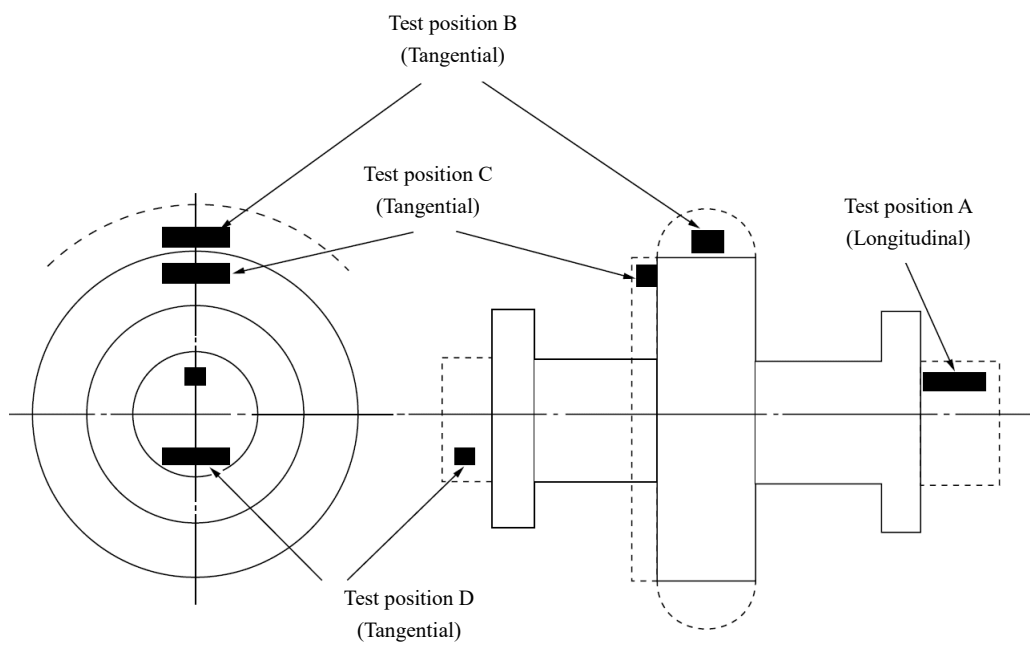 Test position B
(Tangential)
Test position C
(Tangential)
Test position A
(Longitudinal)
Test position D
(Tangential)